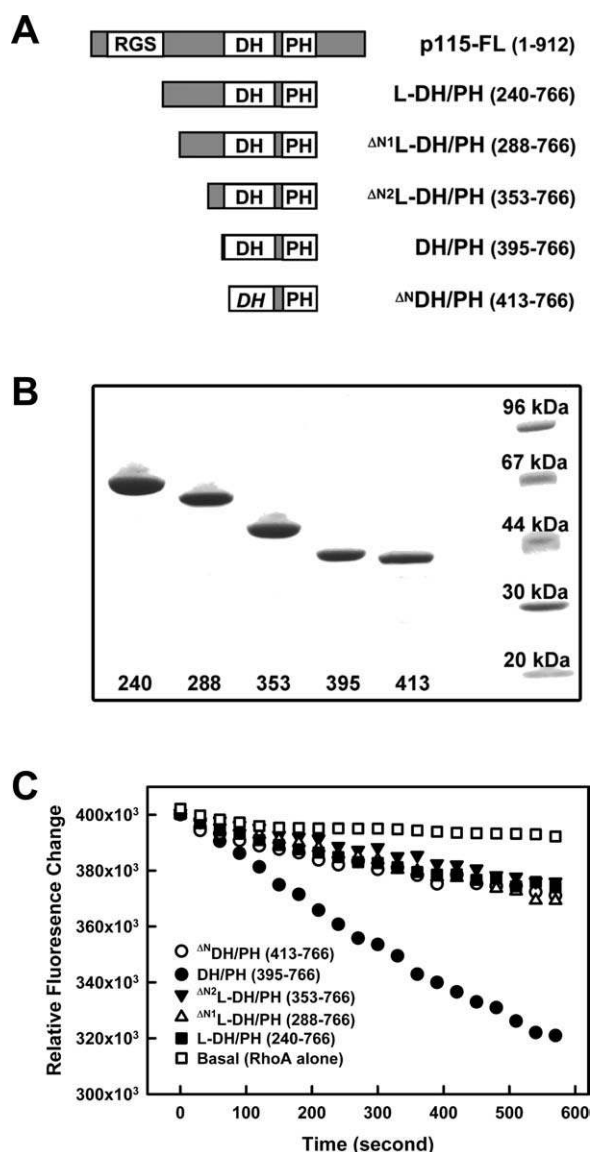 A
RGS DH PH p115-FL (1-912)
DH PH L-DH/PH (240-766)
DH PH ΔN1L-DH/PH (288-766)
DH PH ΔN2L-DH/PH (353-766)
DH PH DH/PH (395-766)
DH PH ΔNDH/PH (413-766)
B
96 kDa
67 kDa
44 kDa
30 kDa
20 kDa
240 288 353 395 413
C
Relative Fluorescence Change
400x10³
380x10³
360x10³
340x10³
320x10³
300x10³
ΔNDH/PH (413-766)
DH/PH (395-766)
ΔN2L-DH/PH (353-766)
ΔN1L-DH/PH (288-766)
L-DH/PH (240-766)
Basal (RhoA alone)
0 100 200 300 400 500 600
Time (second)